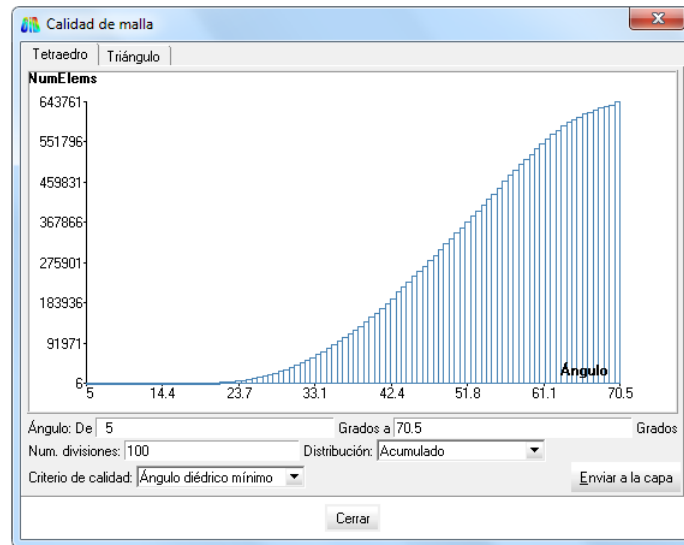 Calidad de malla
Tetraedro Triángulo
NumElems
643761
551796
459831
367866
275901
183936
91971
6
Ángulo
5 14.4 23.7 33.1 42.4 51.8 61.1 70.5
Ángulo: De 5 Grados a 70.5 Grados
Num. divisiones: 100 Distribución: Acumulado
Criterio de calidad: Ángulo diédrico mínimo Enviar a la capa
Cerrar